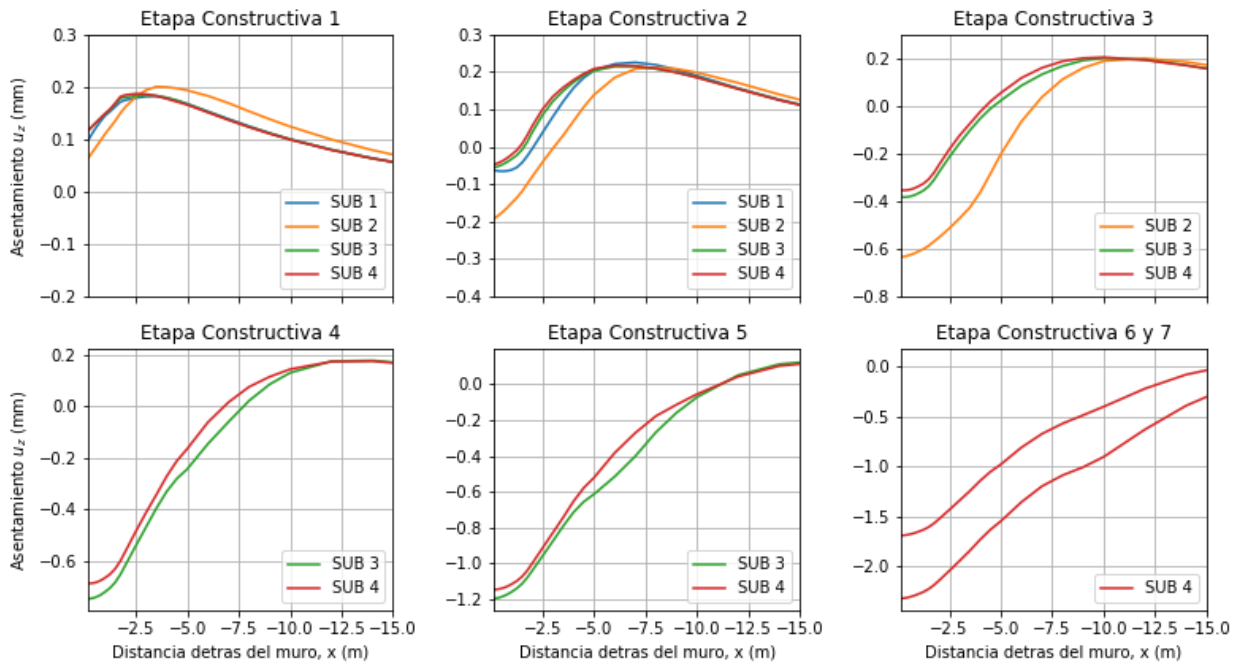 Etapa Constructiva 1
0.3
0.2
0.1
0.0
−0.1
−0.2
Asentamiento u_z (mm)
SUB 1
SUB 2
SUB 3
SUB 4
Etapa Constructiva 2
0.3
0.2
0.1
0.0
−0.1
−0.2
−0.3
−0.4
SUB 1
SUB 2
SUB 3
SUB 4
Etapa Constructiva 3
0.2
0.0
−0.2
−0.4
−0.6
−0.8
SUB 2
SUB 3
SUB 4
Etapa Constructiva 4
0.2
0.0
−0.2
−0.4
−0.6
Asentamiento u_z (mm)
SUB 3
SUB 4
−2.5 −5.0 −7.5 −10.0 −12.5 −15.0
Distancia detras del muro, x (m)
Etapa Constructiva 5
0.0
−0.2
−0.4
−0.6
−0.8
−1.0
−1.2
SUB 3
SUB 4
−2.5 −5.0 −7.5 −10.0 −12.5 −15.0
Distancia detras del muro, x (m)
Etapa Constructiva 6 y 7
0.0
−0.5
−1.0
−1.5
−2.0
SUB 4
−2.5 −5.0 −7.5 −10.0 −12.5 −15.0
Distancia detras del muro, x (m)